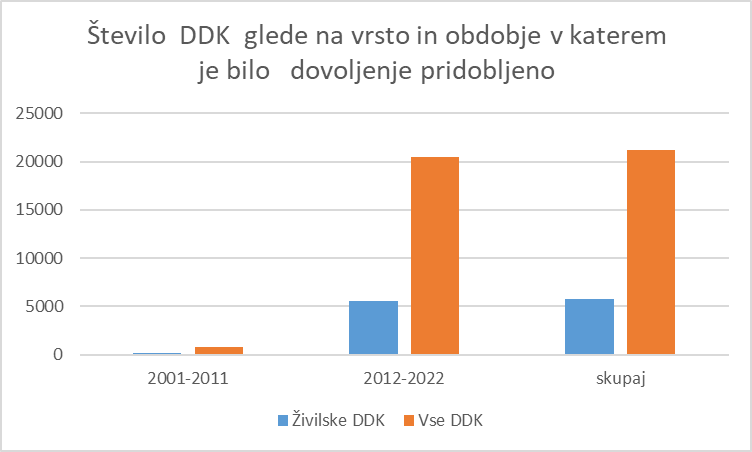 Število DDK glede na vrsto in obdobje v katerem
je bilo dovoljenje pridobljeno
25000
20000
15000
10000
5000
0
2001-2011 2012-2022 skupaj
Živilske DDK Vse DDK